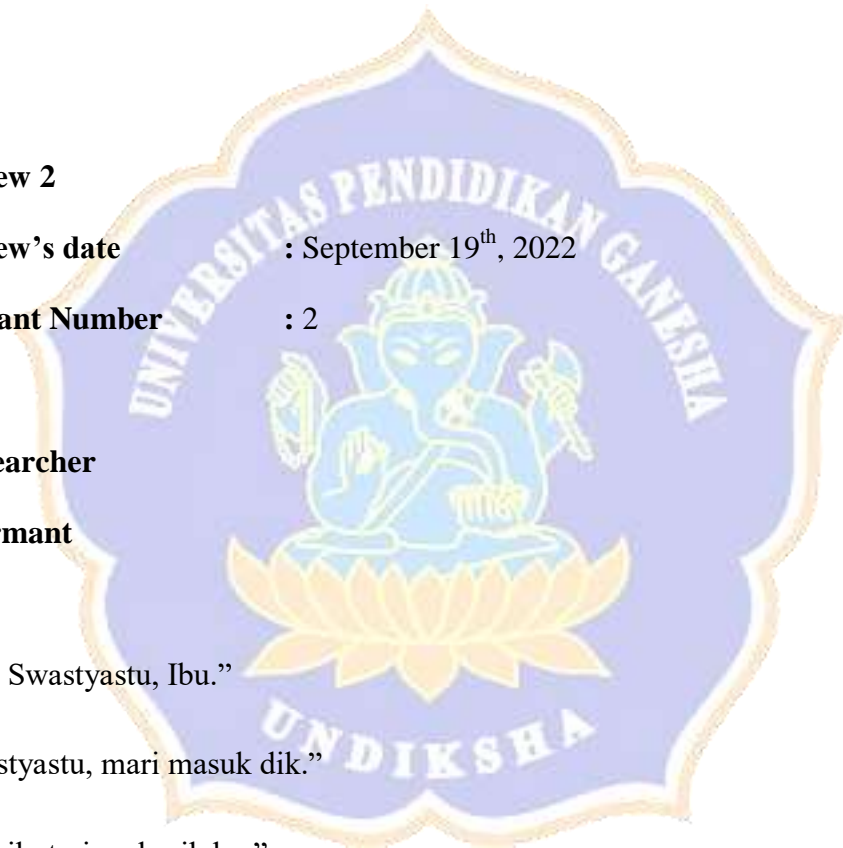 ew 2
UNIVERSITAS PENDIDIKAN GANESHA
ew’s date : September 19th, 2022
ant Number : 2
earcher
rmant
Swastyastu, Ibu.”
styastu, mari masuk dik.”
UNDIKSHA